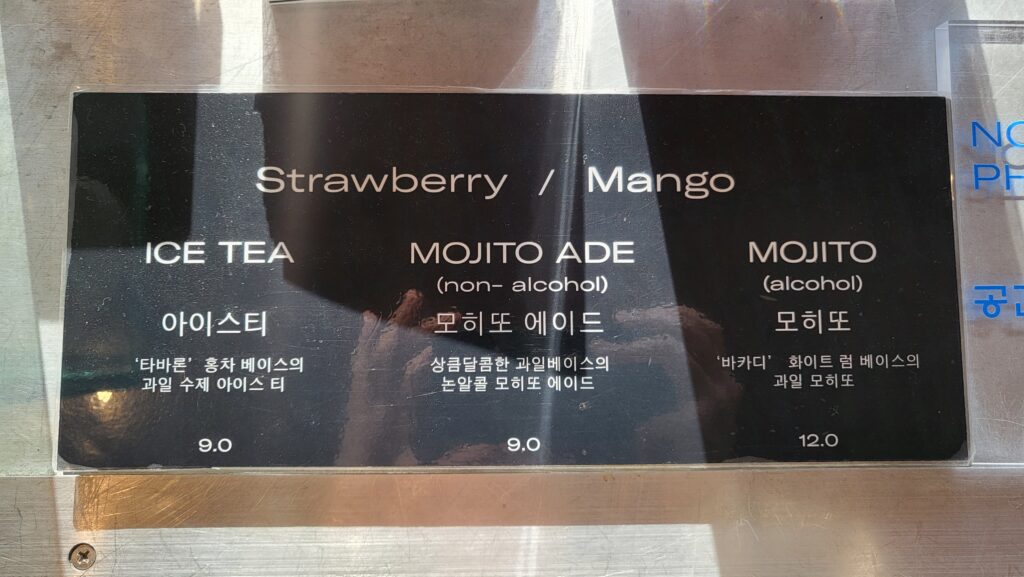 Strawberry / Mango
ICE TEA
아이스티
‘타바론’ 홍차 베이스의
과일 수제 아이스 티
9.0
MOJITO ADE
(non- alcohol)
모히또 에이드
상큼달콤한 과일베이스의
논알콜 모히또 에이드
9.0
MOJITO
(alcohol)
모히또
‘바카디’ 화이트 럼 베이스의
과일 모히또
12.0
NO
PH